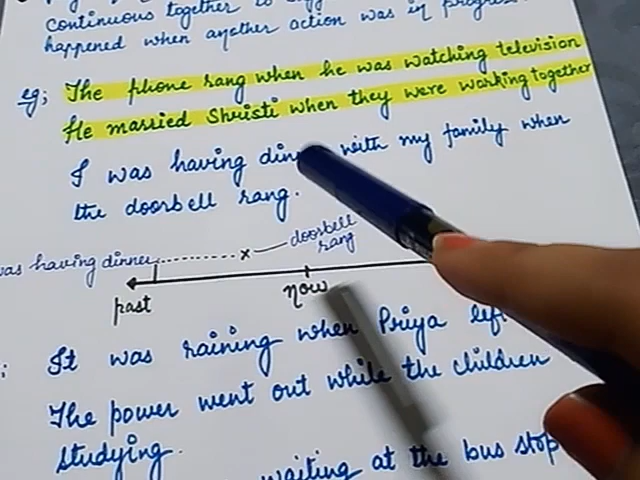 continuous together to
happened when another action was in progress
eg; The phone rang when he was watching television
He married Shristi when they were working together
I was having dinn with my family when
the doorbell rang.
was having dinner
doorbell
rang
past
now
It was raining when Priya lef
The power went out while the children
studying.
waiting at the bus stop